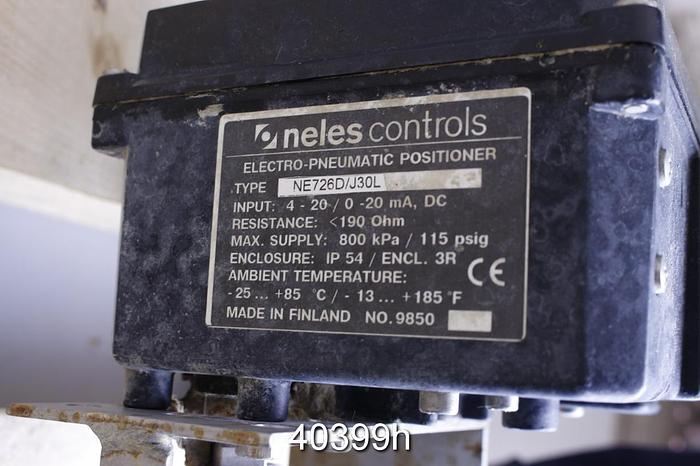 neles controls
ELECTRO-PNEUMATIC POSITIONER
TYPE NE726D/J30L
INPUT: 4 - 20 / 0 -20 mA, DC
RESISTANCE: <190 Ohm
MAX. SUPPLY: 800 kPa / 115 psig
ENCLOSURE: IP 54 / ENCL. 3R
CE
AMBIENT TEMPERATURE:
-25 ... +85 °C / - 13 ... +185 °F
MADE IN FINLAND NO. 9850
40399h